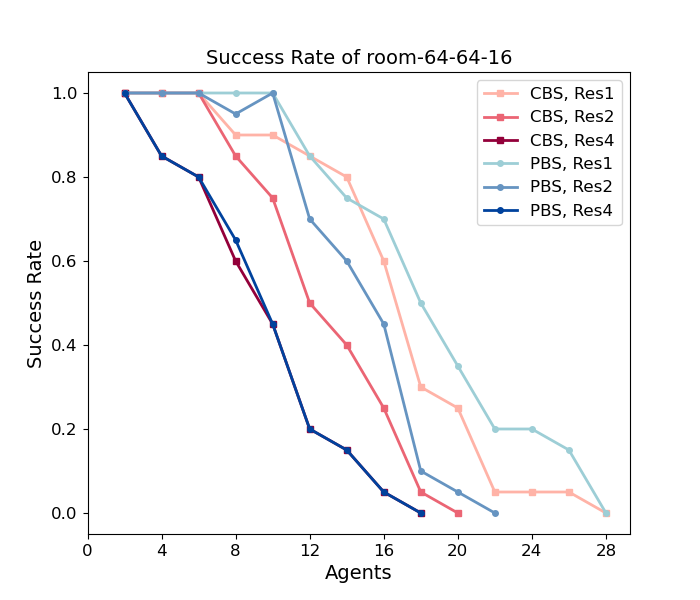 Success Rate of room-64-64-16
CBS, Res1
CBS, Res2
CBS, Res4
PBS, Res1
PBS, Res2
PBS, Res4
Success Rate
1.0
0.8
0.6
0.4
0.2
0.0
0 4 8 12 16 20 24 28
Agents